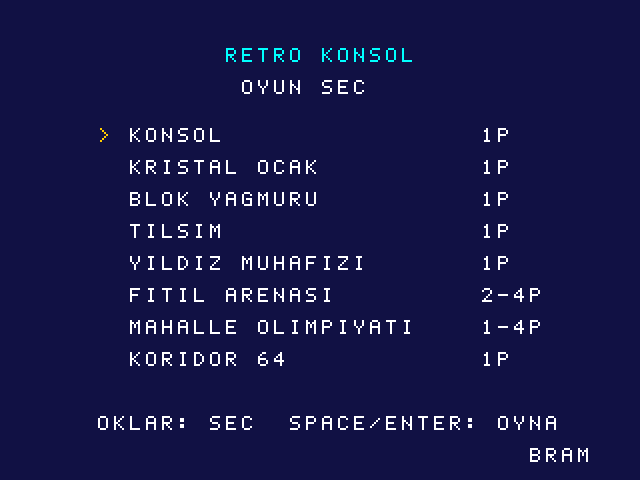 RETRO KONSOL
OYUN SEC
> KONSOL 1P
KRISTAL OCAK 1P
BLOK YAGMURU 1P
TILSIM 1P
YILDIZ MUHAFIZI 1P
FITIL ARENASI 2-4P
MAHALLE OLIMPIYATI 1-4P
KORIDOR 64 1P
OKLAR: SEC SPACE/ENTER: OYNA
BRAM